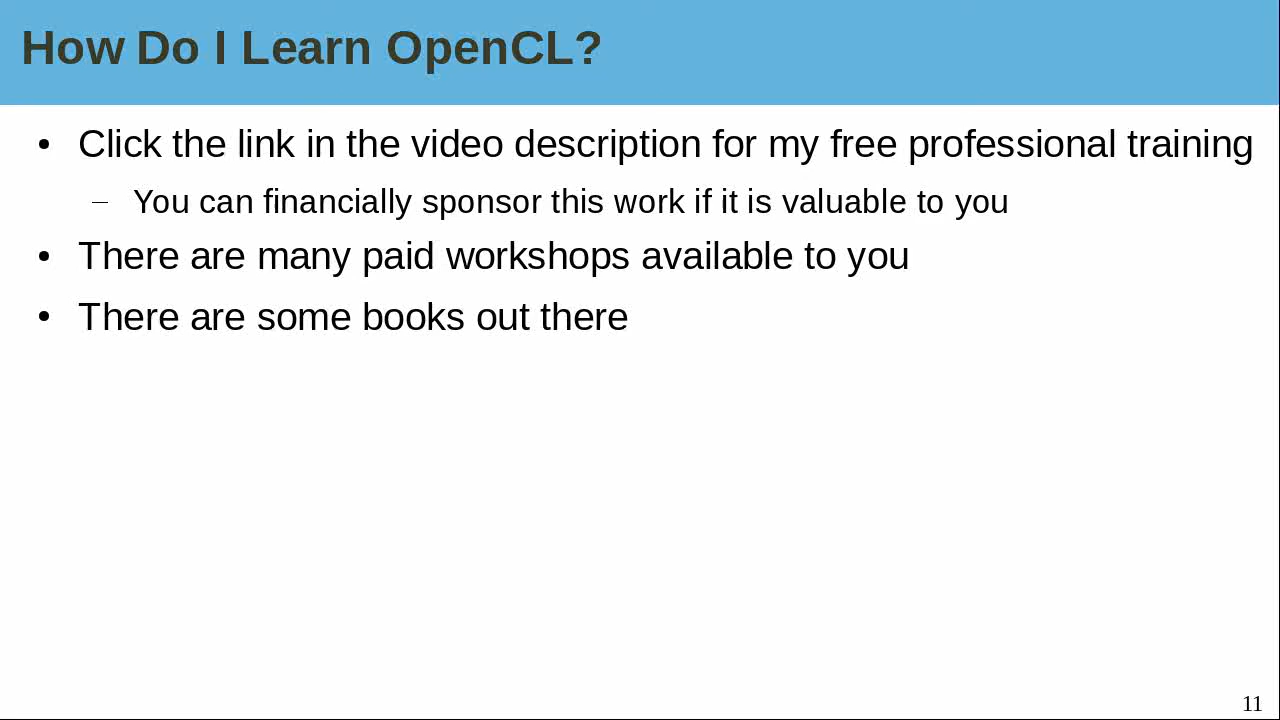 How Do I Learn OpenCL?
• Click the link in the video description for my free professional training
– You can financially sponsor this work if it is valuable to you
• There are many paid workshops available to you
• There are some books out there
11